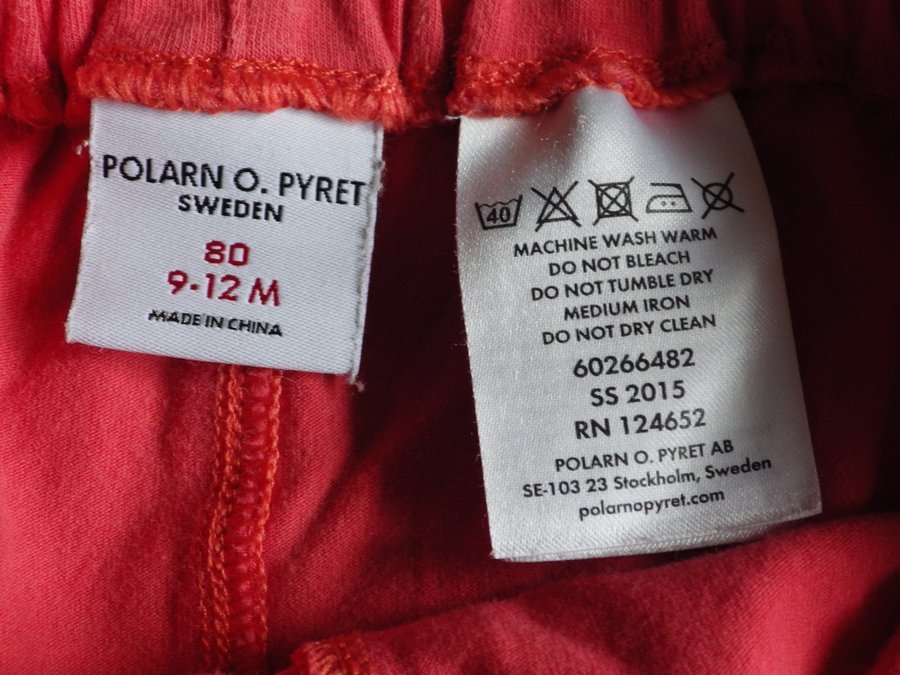 POLARN O. PYRET
SWEDEN
80
9-12 M
MADE IN CHINA
40
MACHINE WASH WARM
DO NOT BLEACH
DO NOT TUMBLE DRY
MEDIUM IRON
DO NOT DRY CLEAN
60266482
SS 2015
RN 124652
POLARN O. PYRET AB
SE-103 23 Stockholm, Sweden
polarnopyret.com